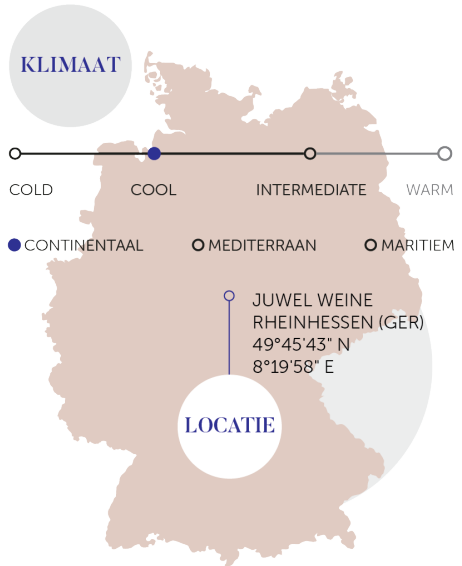 KLIMAAT
COLD COOL INTERMEDIATE WARM
CONTINENTAAL MEDITERRAAN MARITIEM
JUWEL WEINE
RHEINHESSEN (GER)
49°45'43" N
8°19'58" E
LOCATIE